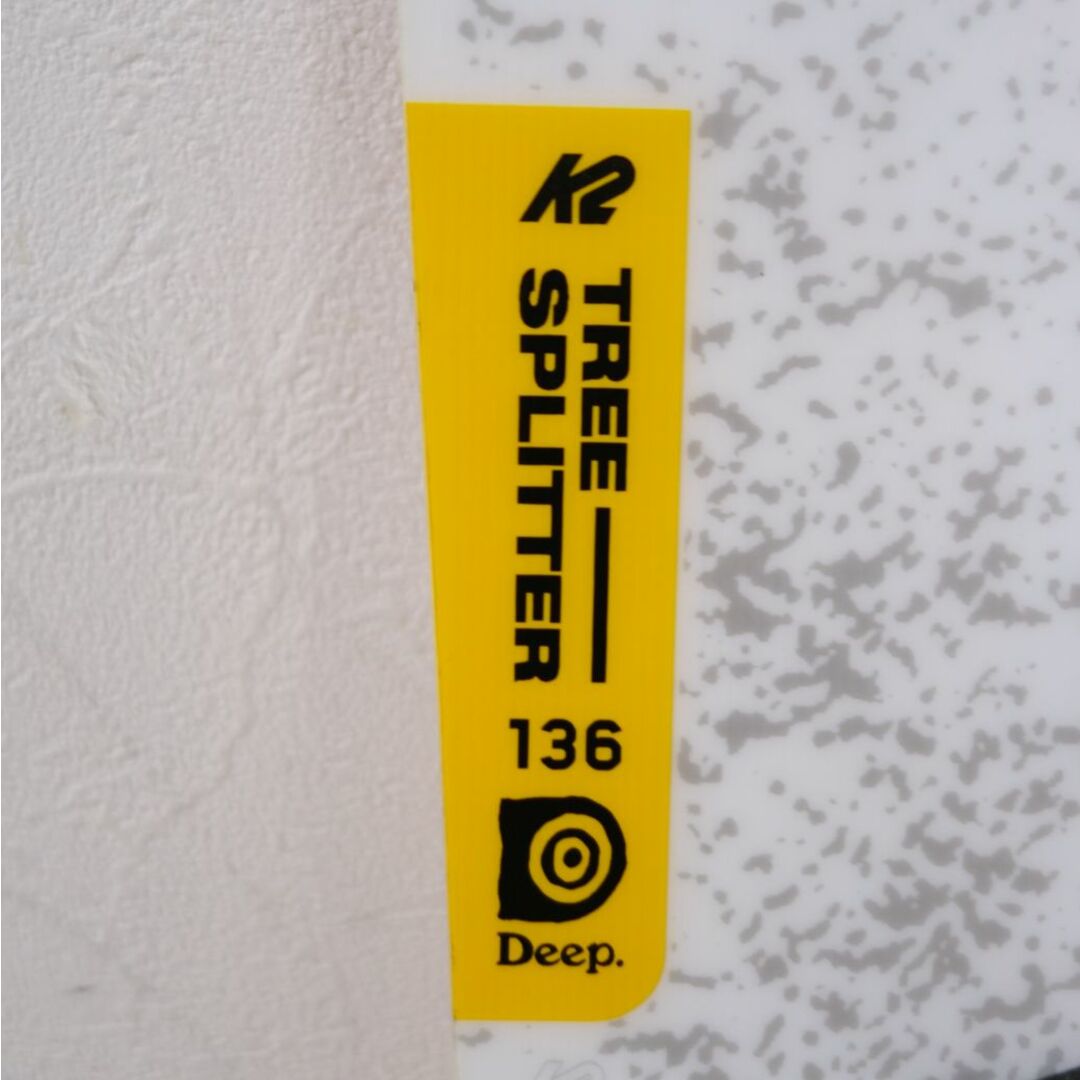 K2
TREE
SPLITTER
136
Deep.